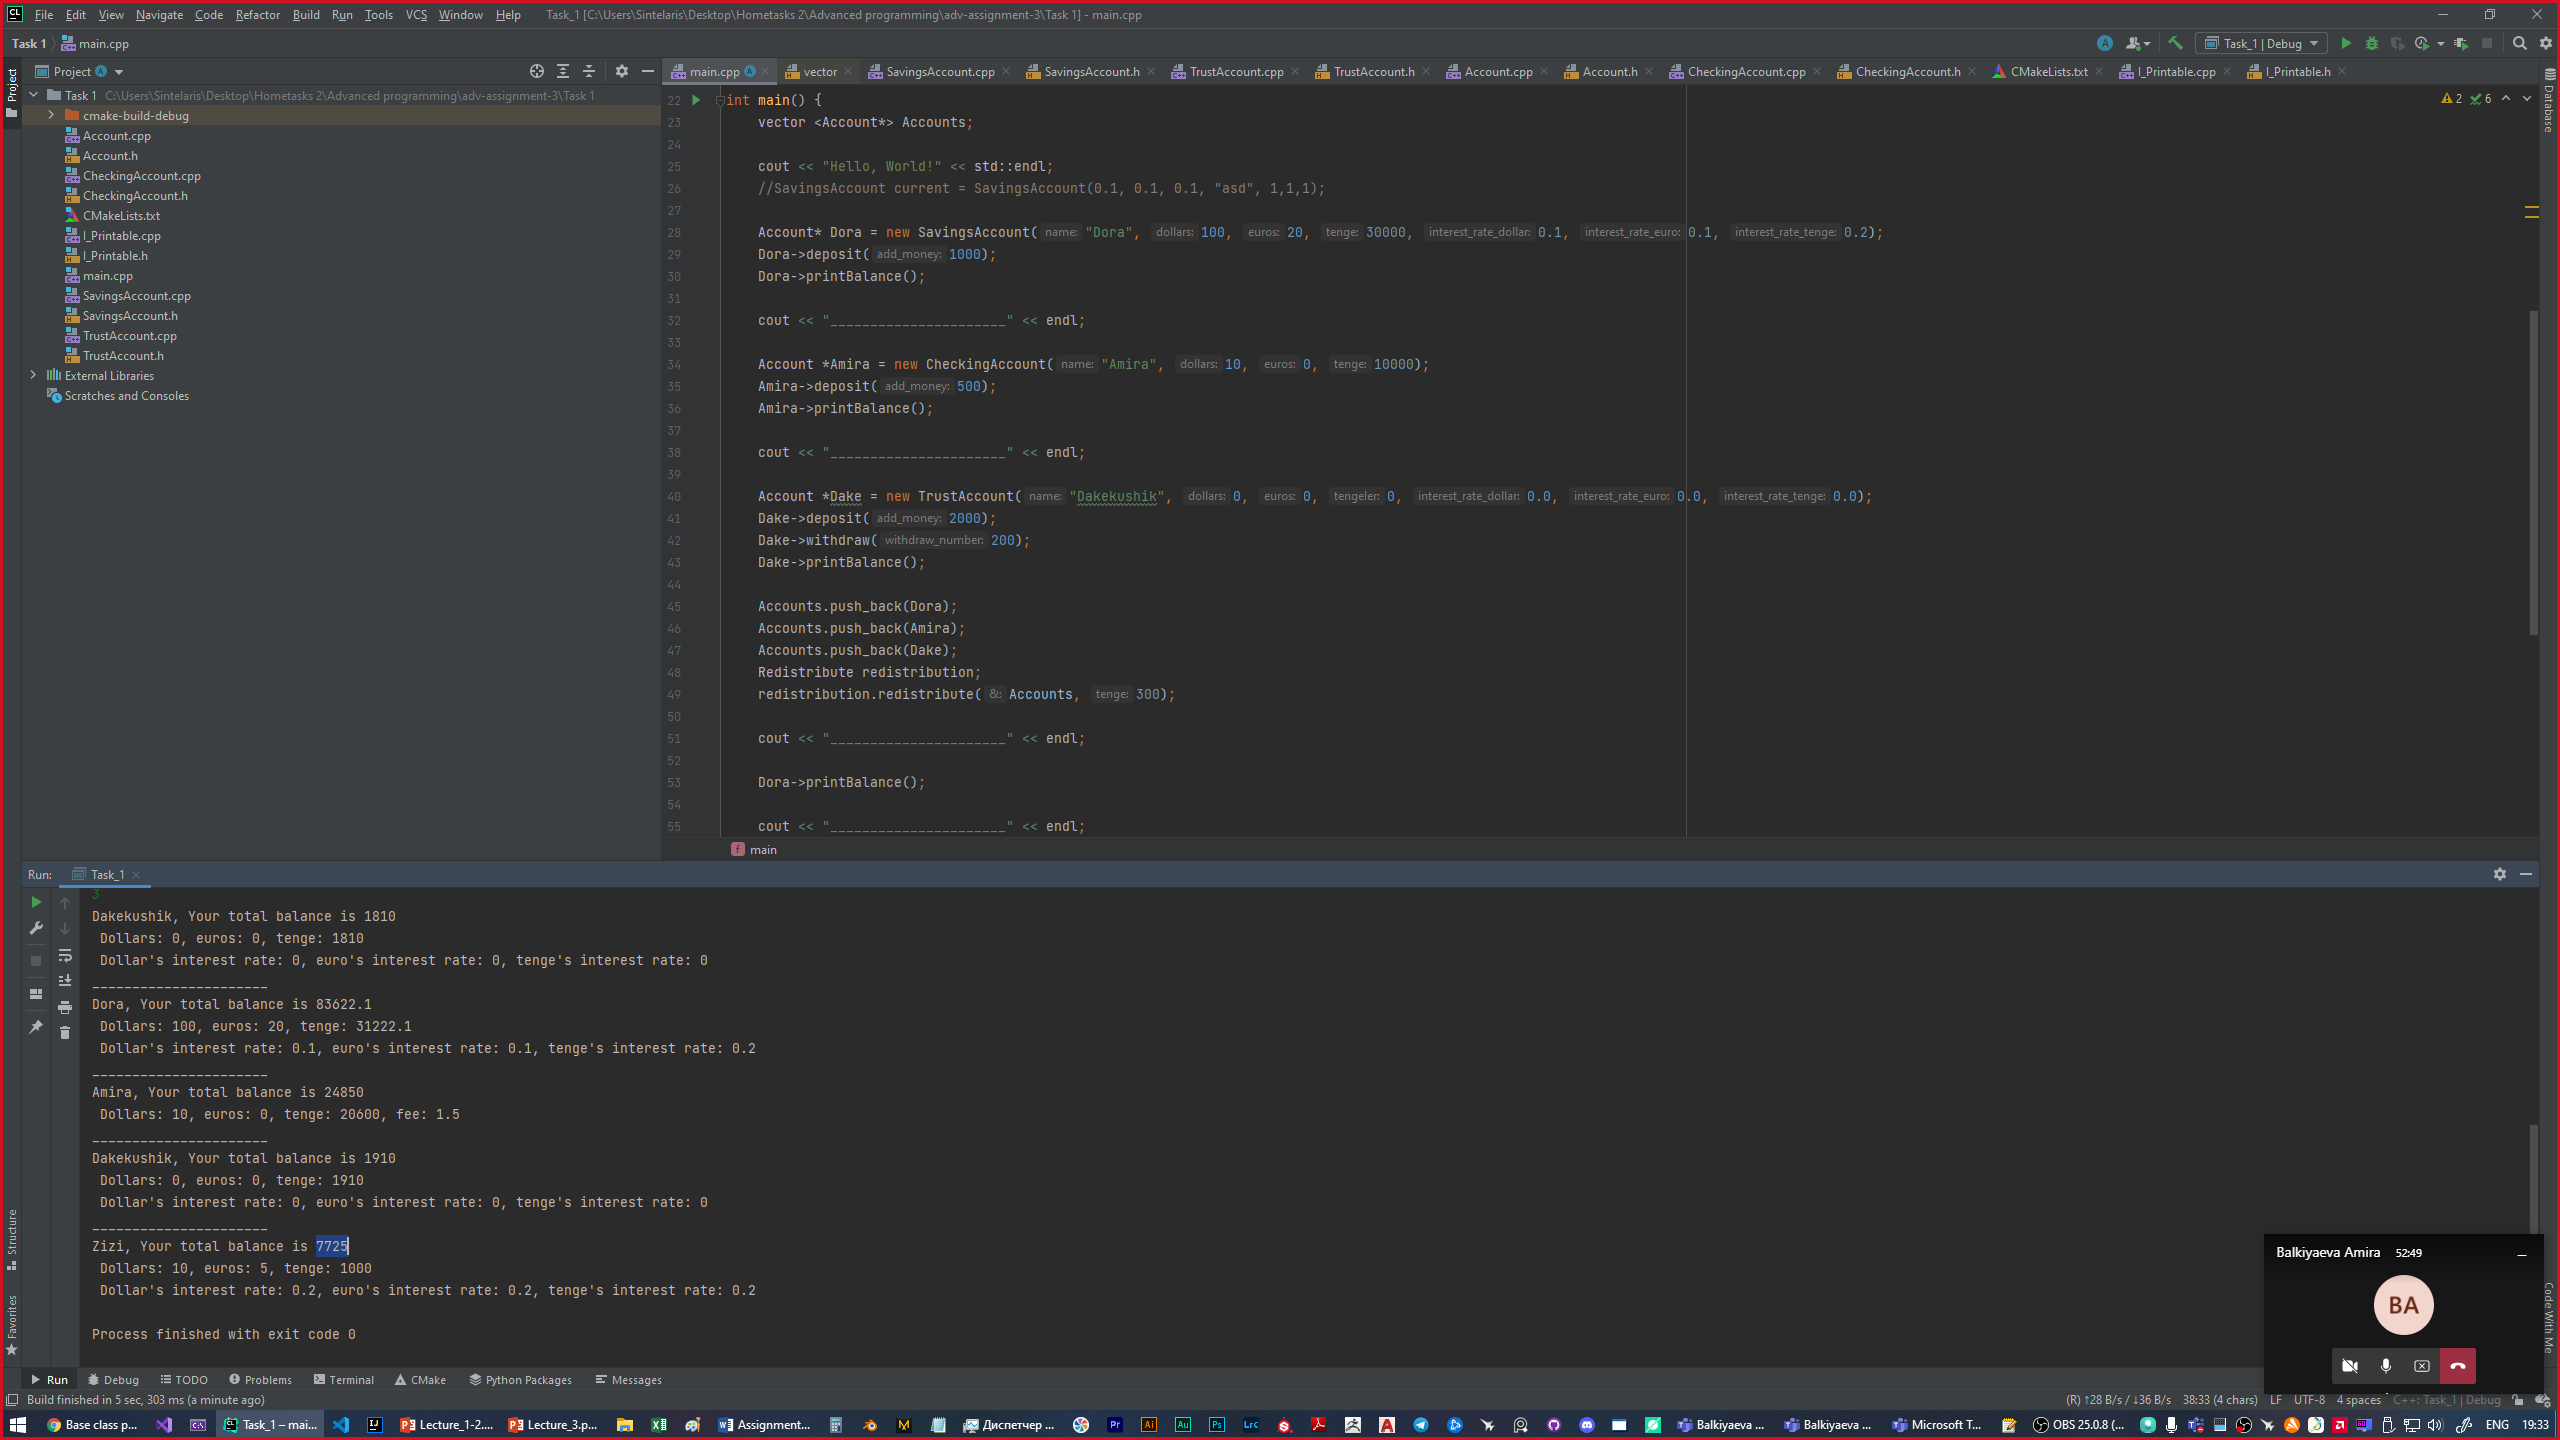 File Edit View Navigate Code Refactor Build Run Tools VCS Window Help Task_1 [C:\Users\Sintelaris\Desktop\Hometasks 2\Advanced programming\adv-assignment-3\Task 1] - main.cpp
Task 1 main.cpp
Task_1 | Debug
Project
main.cpp vector SavingsAccount.cpp SavingsAccount.h TrustAccount.cpp TrustAccount.h Account.cpp Account.h CheckingAccount.cpp CheckingAccount.h CMakeLists.txt I_Printable.cpp I_Printable.h
Task 1 C:\Users\Sintelaris\Desktop\Hometasks 2\Advanced programming\adv-assignment-3\Task 1
cmake-build-debug
Account.cpp
Account.h
CheckingAccount.cpp
CheckingAccount.h
CMakeLists.txt
I_Printable.cpp
I_Printable.h
main.cpp
SavingsAccount.cpp
SavingsAccount.h
TrustAccount.cpp
TrustAccount.h
External Libraries
Scratches and Consoles
Project
Structure
Favorites
Database
Code With Me
2 6
22 int main() {
23 vector <Account*> Accounts;
24
25 cout << "Hello, World!" << std::endl;
26 //SavingsAccount current = SavingsAccount(0.1, 0.1, 0.1, "asd", 1,1,1);
27
28 Account* Dora = new SavingsAccount( name: "Dora", dollars: 100, euros: 20, tenge: 30000, interest_rate_dollar: 0.1, interest_rate_euro: 0.1, interest_rate_tenge: 0.2);
29 Dora->deposit( add_money: 1000);
30 Dora->printBalance();
31
32 cout << "______________________" << endl;
33
34 Account *Amira = new CheckingAccount( name: "Amira", dollars: 10, euros: 0, tenge: 10000);
35 Amira->deposit( add_money: 500);
36 Amira->printBalance();
37
38 cout << "______________________" << endl;
39
40 Account *Dake = new TrustAccount( name: "Dakekushik", dollars: 0, euros: 0, tengeler: 0, interest_rate_dollar: 0.0, interest_rate_euro: 0.0, interest_rate_tenge: 0.0);
41 Dake->deposit( add_money: 2000);
42 Dake->withdraw( withdraw_number: 200);
43 Dake->printBalance();
44
45 Accounts.push_back(Dora);
46 Accounts.push_back(Amira);
47 Accounts.push_back(Dake);
48 Redistribute redistribution;
49 redistribution.redistribute( &: Accounts, tenge: 300);
50
51 cout << "______________________" << endl;
52
53 Dora->printBalance();
54
55 cout << "______________________" << endl;
f main
Run: Task_1
3
Dakekushik, Your total balance is 1810
Dollars: 0, euros: 0, tenge: 1810
Dollar's interest rate: 0, euro's interest rate: 0, tenge's interest rate: 0
______________________
Dora, Your total balance is 83622.1
Dollars: 100, euros: 20, tenge: 31222.1
Dollar's interest rate: 0.1, euro's interest rate: 0.1, tenge's interest rate: 0.2
______________________
Amira, Your total balance is 24850
Dollars: 10, euros: 0, tenge: 20600, fee: 1.5
______________________
Dakekushik, Your total balance is 1910
Dollars: 0, euros: 0, tenge: 1910
Dollar's interest rate: 0, euro's interest rate: 0, tenge's interest rate: 0
______________________
Zizi, Your total balance is 7725
Dollars: 10, euros: 5, tenge: 1000
Dollar's interest rate: 0.2, euro's interest rate: 0.2, tenge's interest rate: 0.2
Process finished with exit code 0
Balkiyaeva Amira 52:49
BA
Run Debug TODO Problems Terminal CMake Python Packages Messages
Build finished in 5 sec, 303 ms (a minute ago)
(R) ↑28 B/s / ↓36 B/s 38:33 (4 chars) LF UTF-8 4 spaces C++: Task_1 | Debug
Base class p... Task_1 – mai... Lecture_1-2.... Lecture_3.p... Assignment... Диспетчер ... Balkiyaeva ... Balkiyaeva ... Microsoft T... OBS 25.0.8 (... ENG 19:33